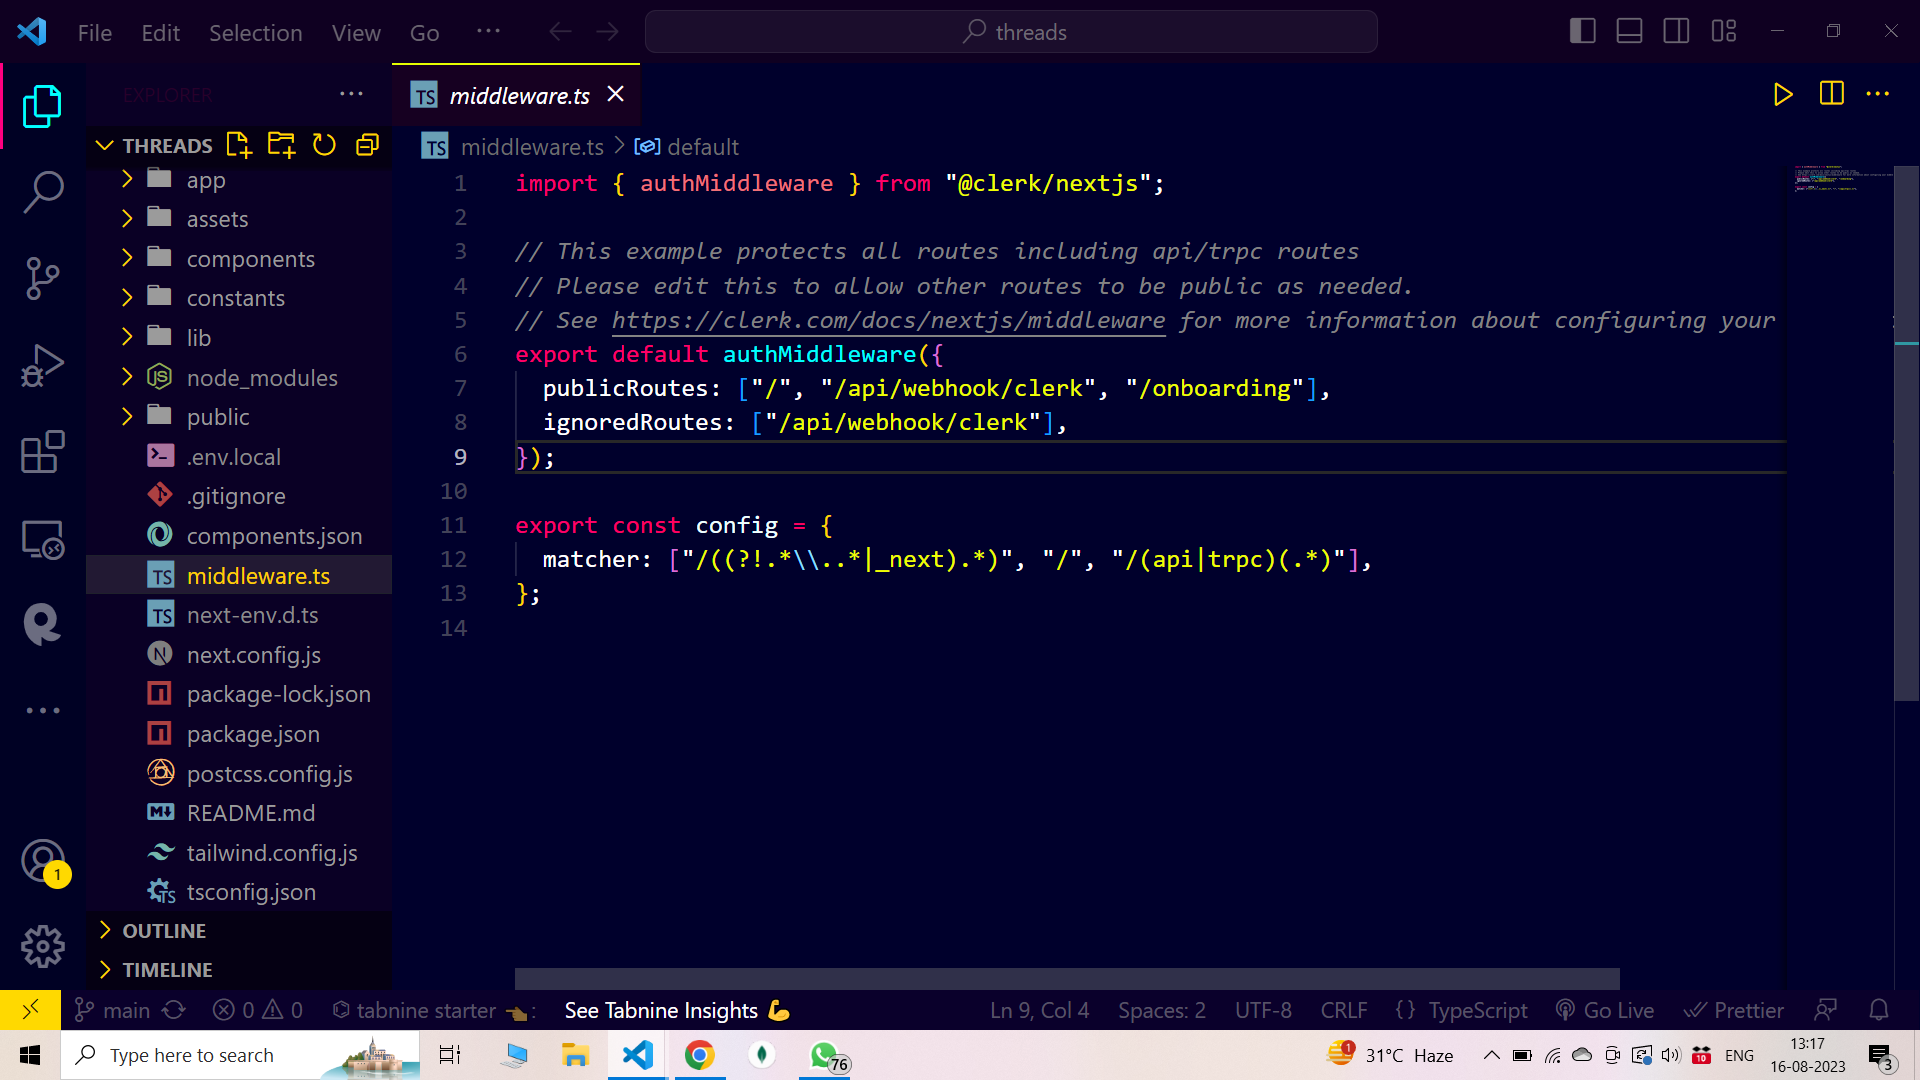 File Edit Selection View Go ··· threads
EXPLORER ···
TS middleware.ts
THREADS
TS middleware.ts > default
app
assets
components
constants
lib
node_modules
public
.env.local
.gitignore
components.json
TS middleware.ts
TS next-env.d.ts
N next.config.js
package-lock.json
package.json
postcss.config.js
README.md
tailwind.config.js
TS tsconfig.json
OUTLINE
TIMELINE
1
1 import { authMiddleware } from "@clerk/nextjs";
2
3 // This example protects all routes including api/trpc routes
4 // Please edit this to allow other routes to be public as needed.
5 // See https://clerk.com/docs/nextjs/middleware for more information about configuring your
6 export default authMiddleware({
7 publicRoutes: ["/", "/api/webhook/clerk", "/onboarding"],
8 ignoredRoutes: ["/api/webhook/clerk"],
9 });
10
11 export const config = {
12 matcher: ["/((?!.*\\..*|_next).*)", "/", "/(api|trpc)(.*)"],
13 };
14
main 0 0 tabnine starter : See Tabnine Insights 💪 Ln 9, Col 4 Spaces: 2 UTF-8 CRLF {} TypeScript Go Live Prettier
Type here to search 76 1 31°C Haze 10 ENG 13:17
16-08-2023 3